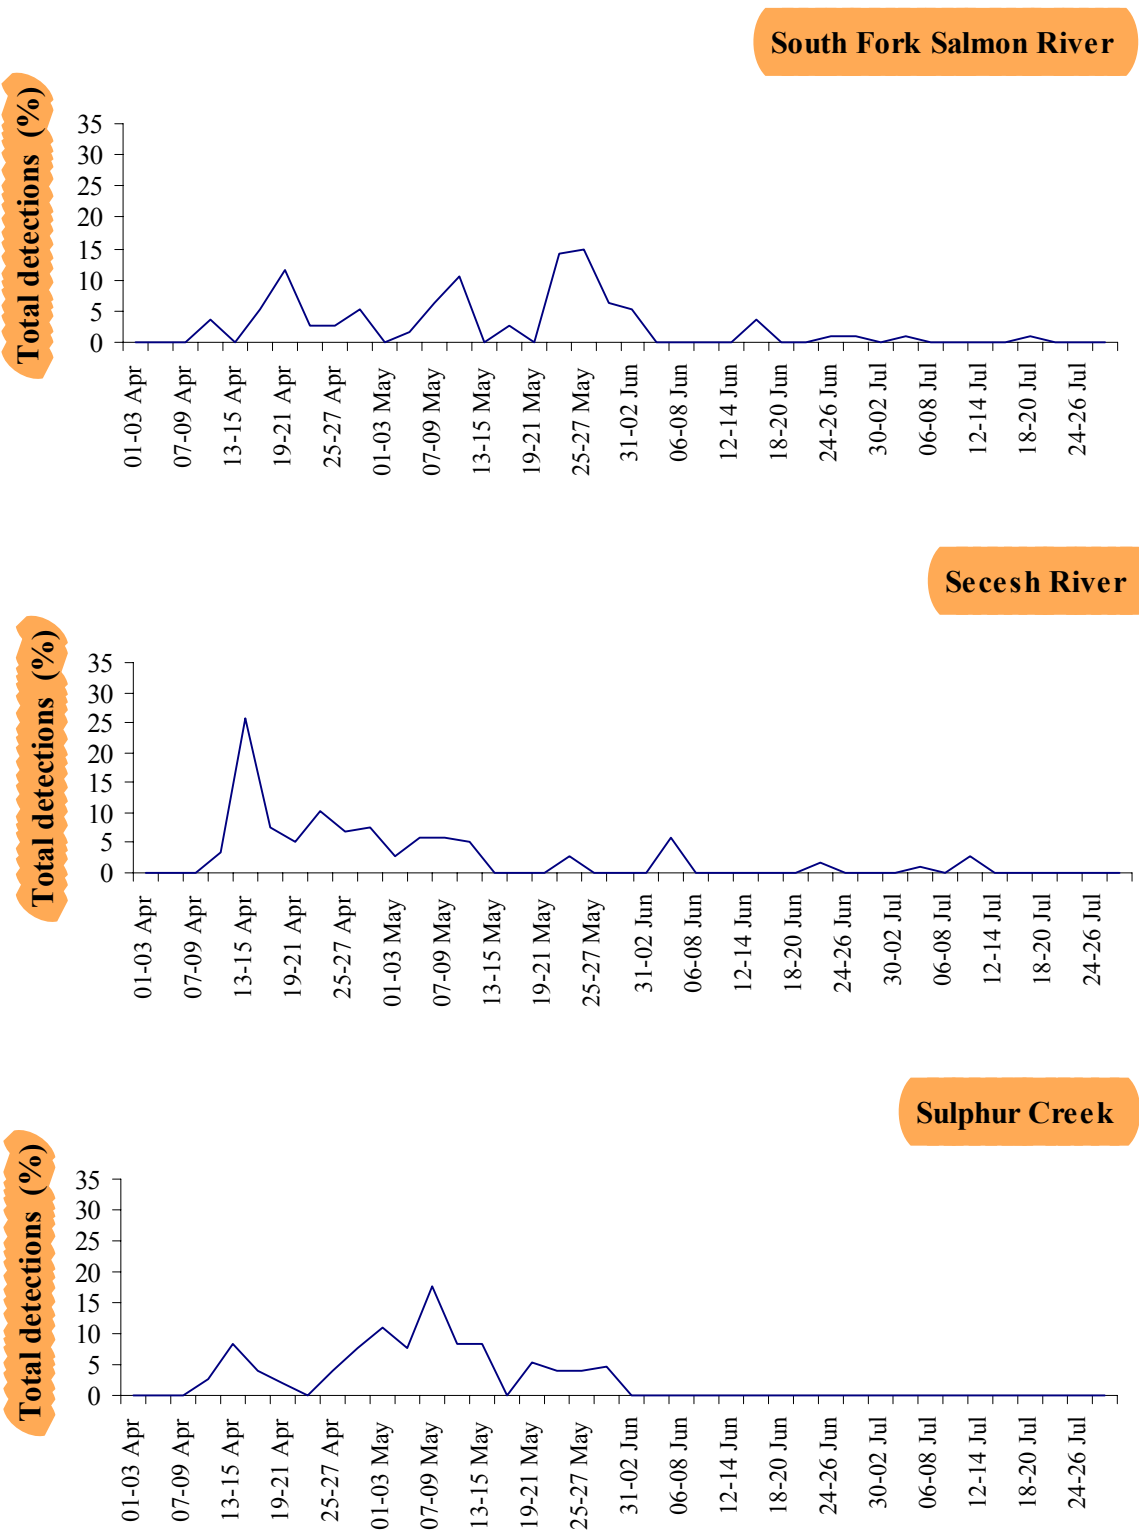 South Fork Salmon River
Total detections (%)
35
30
25
20
15
10
5
0
01-03 Apr
07-09 Apr
13-15 Apr
19-21 Apr
25-27 Apr
01-03 May
07-09 May
13-15 May
19-21 May
25-27 May
31-02 Jun
06-08 Jun
12-14 Jun
18-20 Jun
24-26 Jun
30-02 Jul
06-08 Jul
12-14 Jul
18-20 Jul
24-26 Jul
Secesh River
Total detections (%)
35
30
25
20
15
10
5
0
01-03 Apr
07-09 Apr
13-15 Apr
19-21 Apr
25-27 Apr
01-03 May
07-09 May
13-15 May
19-21 May
25-27 May
31-02 Jun
06-08 Jun
12-14 Jun
18-20 Jun
24-26 Jun
30-02 Jul
06-08 Jul
12-14 Jul
18-20 Jul
24-26 Jul
Sulphur Creek
Total detections (%)
35
30
25
20
15
10
5
0
01-03 Apr
07-09 Apr
13-15 Apr
19-21 Apr
25-27 Apr
01-03 May
07-09 May
13-15 May
19-21 May
25-27 May
31-02 Jun
06-08 Jun
12-14 Jun
18-20 Jun
24-26 Jun
30-02 Jul
06-08 Jul
12-14 Jul
18-20 Jul
24-26 Jul